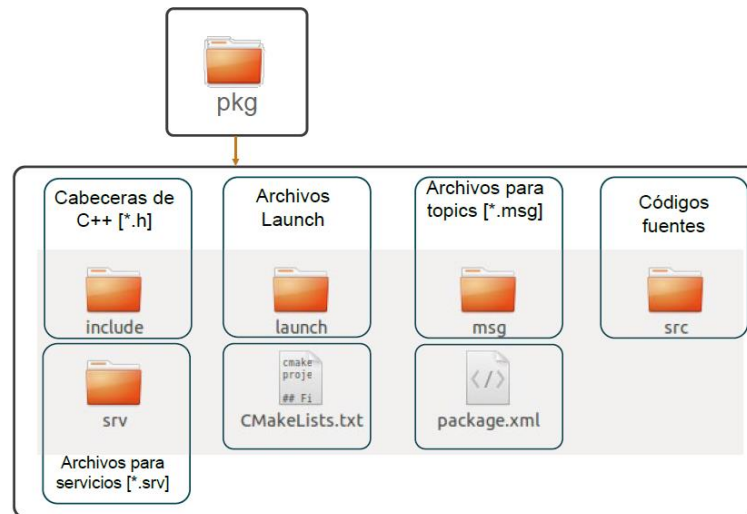 pkg
Cabeceras de
C++ [*.h]
Archivos
Launch
Archivos para
topics [*.msg]
Códigos
fuentes
include
launch
msg
src
cmake
proje
## Fi
</>
srv
CMakeLists.txt
package.xml
Archivos para
servicios [*.srv]